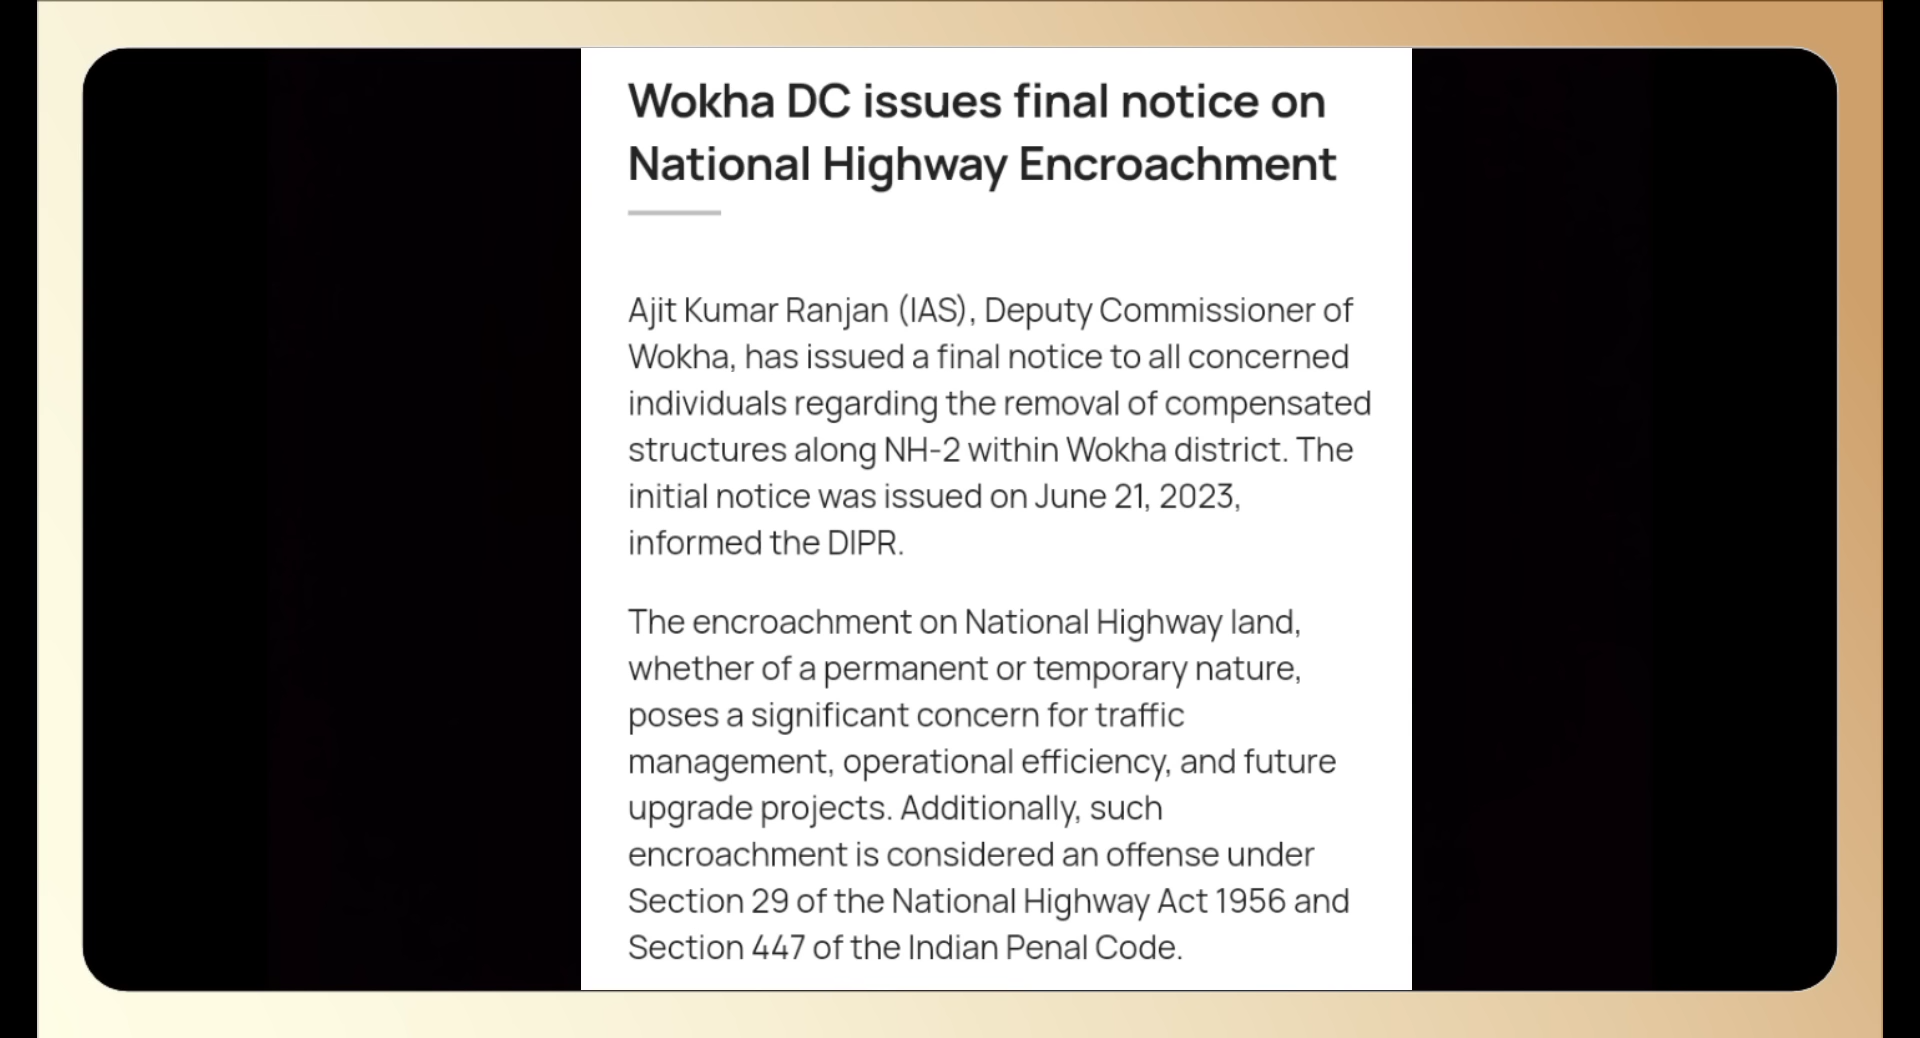 Wokha DC issues final notice on
National Highway Encroachment
Ajit Kumar Ranjan (IAS), Deputy Commissioner of
Wokha, has issued a final notice to all concerned
individuals regarding the removal of compensated
structures along NH-2 within Wokha district. The
initial notice was issued on June 21, 2023,
informed the DIPR.
The encroachment on National Highway land,
whether of a permanent or temporary nature,
poses a significant concern for traffic
management, operational efficiency, and future
upgrade projects. Additionally, such
encroachment is considered an offense under
Section 29 of the National Highway Act 1956 and
Section 447 of the Indian Penal Code.